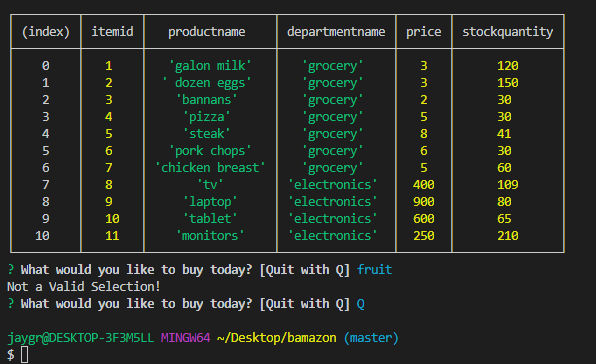 (index) itemid productname departmentname price stockquantity
0 1 'galon milk' 'grocery' 3 120
1 2 ' dozen eggs' 'grocery' 3 150
2 3 'bannans' 'grocery' 2 30
3 4 'pizza' 'grocery' 5 30
4 5 'steak' 'grocery' 8 41
5 6 'pork chops' 'grocery' 6 30
6 7 'chicken breast' 'grocery' 5 60
7 8 'tv' 'electronics' 400 109
8 9 'laptop' 'electronics' 900 80
9 10 'tablet' 'electronics' 600 65
10 11 'monitors' 'electronics' 250 210
? What would you like to buy today? [Quit with Q] fruit
Not a Valid Selection!
? What would you like to buy today? [Quit with Q] Q
jaygr@DESKTOP-3F3M5LL MINGW64 ~/Desktop/bamazon (master)
$